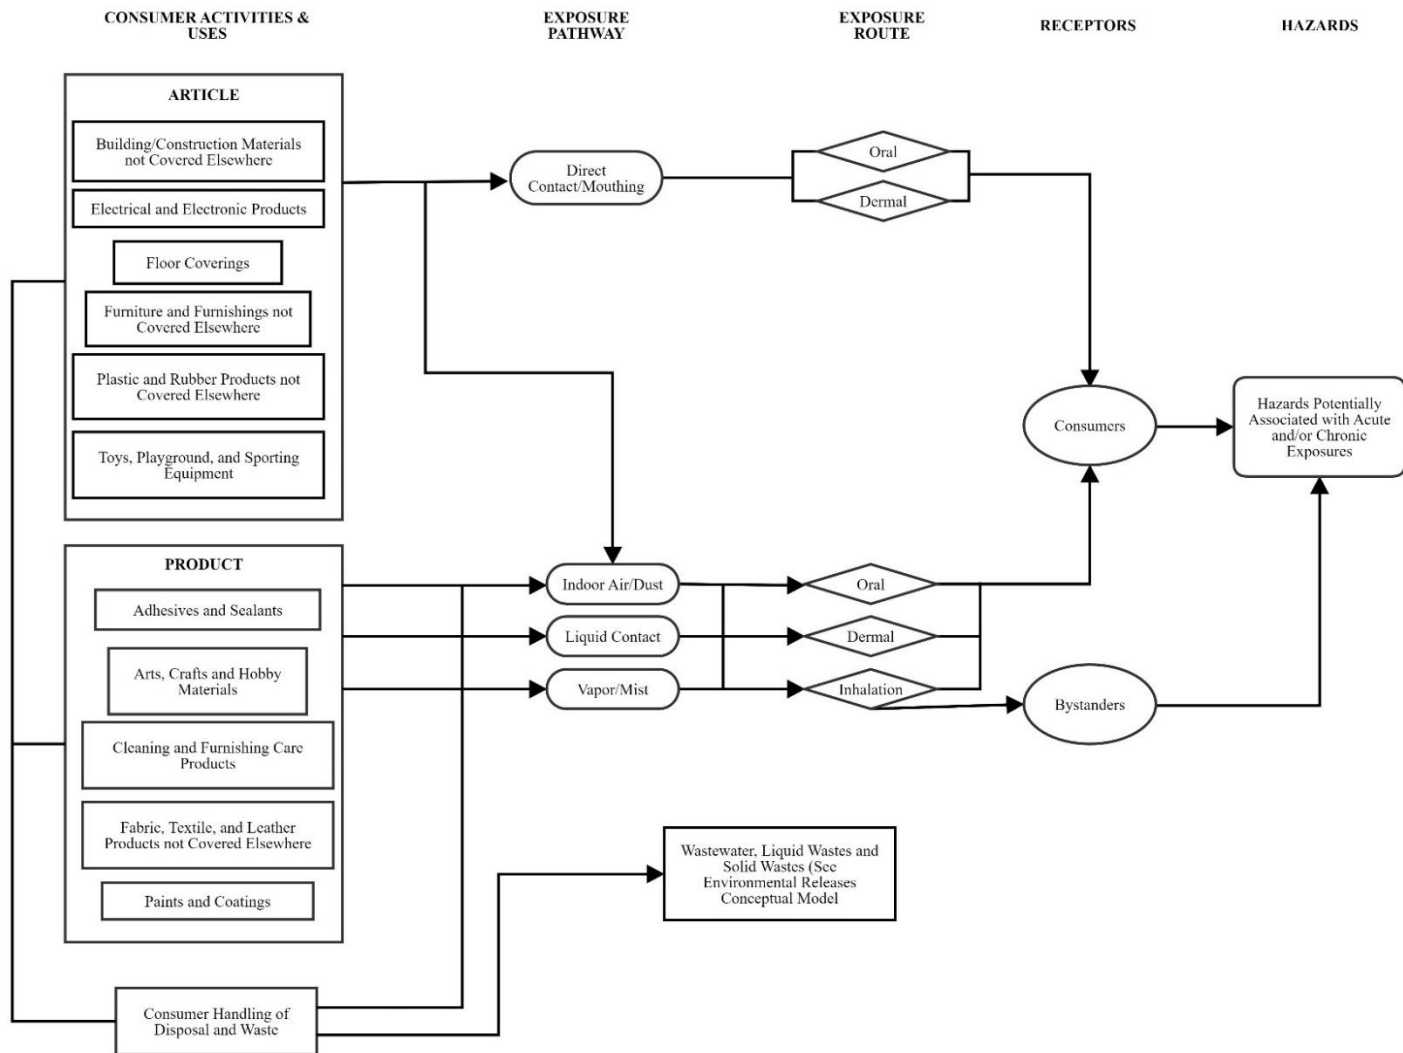 CONSUMER ACTIVITIES &
USES
EXPOSURE
PATHWAY
EXPOSURE
ROUTE
RECEPTORS
HAZARDS
ARTICLE
Building/Construction Materials
not Covered Elsewhere
Electrical and Electronic Products
Floor Coverings
Furniture and Furnishings not
Covered Elsewhere
Plastic and Rubber Products not
Covered Elsewhere
Toys, Playground, and Sporting
Equipment
Direct
Contact/Mouthing
Oral
Dermal
Consumers
Hazards Potentially
Associated with Acute
and/or Chronic
Exposures
PRODUCT
Adhesives and Sealants
Arts, Crafts and Hobby
Materials
Cleaning and Furnishing Care
Products
Fabric, Textile, and Leather
Products not Covered Elsewhere
Paints and Coatings
Indoor Air/Dust
Liquid Contact
Vapor/Mist
Oral
Dermal
Inhalation
Bystanders
Wastewater, Liquid Wastes and
Solid Wastes (See
Environmental Releases
Conceptual Model
Consumer Handling of
Disposal and Waste